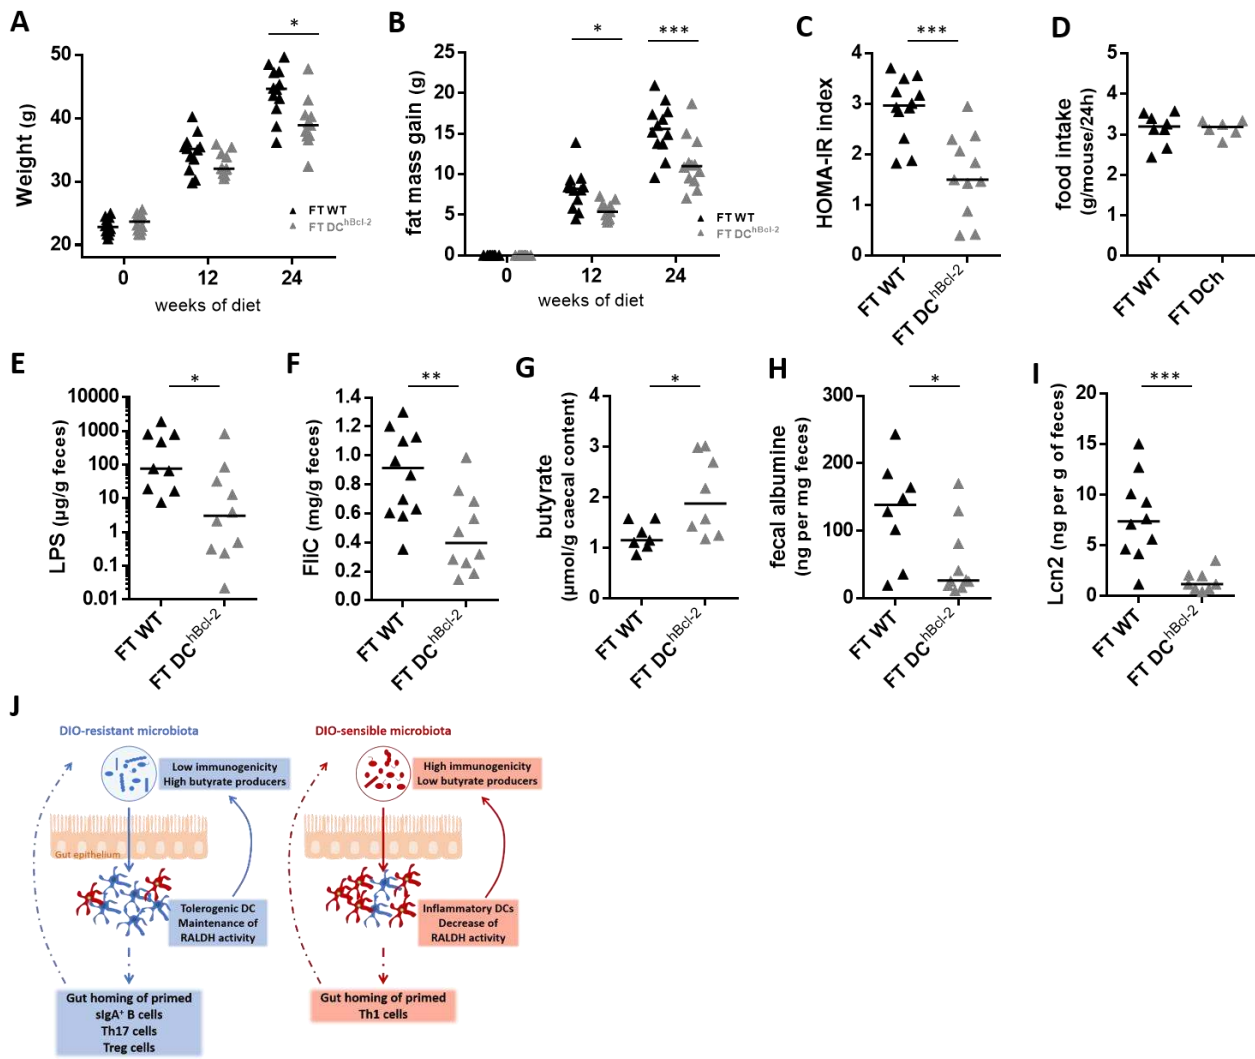 A
Weight (g)
50
40
30
20
*
FT WT
FT DC^hBcl-2
0 12 24
weeks of diet
B
fat mass gain (g)
25
20
15
10
5
0
*
***
FT WT
FT DC^hBcl-2
0 12 24
weeks of diet
C
HOMA-IR index
4
3
2
1
0
***
FT WT
FT DC^hBcl-2
D
food intake
(g/mouse/24h)
5
4
3
2
1
0
FT WT
FT DCh
E
LPS (µg/g feces)
10000
1000
100
10
1
0.1
0.01
*
FT WT
FT DC^hBcl-2
F
FliC (mg/g feces)
1.4
1.2
1.0
0.8
0.6
0.4
0.2
0.0
**
FT WT
FT DC^hBcl-2
G
butyrate
(µmol/g caecal content)
4
3
2
1
0
*
FT WT
FT DC^hBcl-2
H
fecal albumine
(ng per mg feces)
300
200
100
0
*
FT WT
FT DC^hBcl-2
I
Lcn2 (ng per g of feces)
20
15
10
5
0
***
FT WT
FT DC^hBcl-2
J
DIO-resistant microbiota
Low immunogenicity
High butyrate producers
Gut epithelium
Tolerogenic DC
Maintenance of
RALDH activity
Gut homing of primed
sIgA⁺ B cells
Th17 cells
Treg cells
DIO-sensible microbiota
High immunogenicity
Low butyrate producers
Inflammatory DCs
Decrease of
RALDH activity
Gut homing of primed
Th1 cells